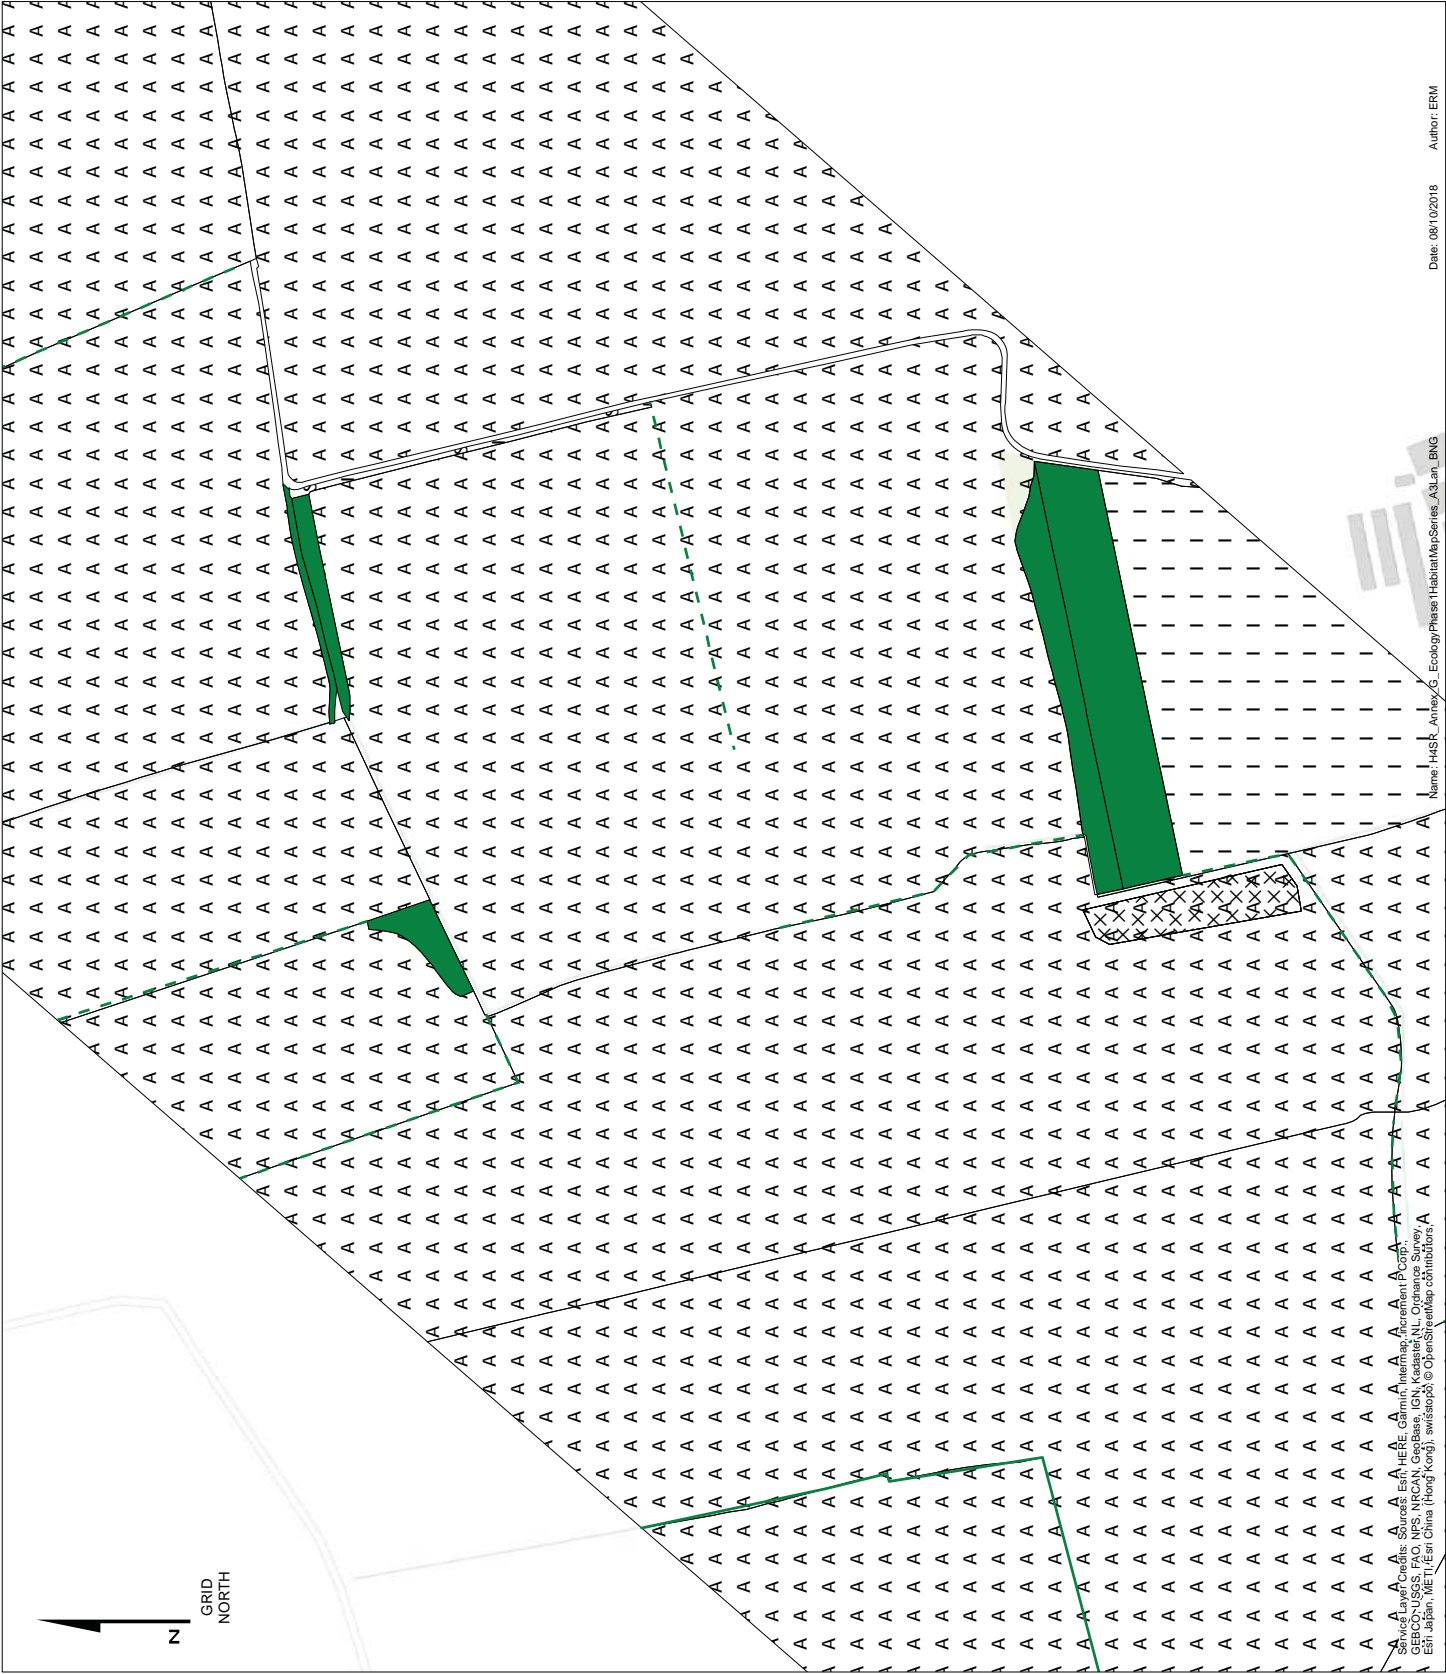 GRID
NORTH
N
Service Layer Credits: Sources: Esri, HERE, Garmin, Intermap, increment P Corp.,
GEBCO, USGS, FAO, NPS, NRCAN, GeoBase, IGN, Kadaster NL, Ordnance Survey,
Esri Japan, METI, Esri China (Hong Kong), swisstopo, © OpenStreetMap contributors,
Name: H4SR_Annex_G_EcologyPhase1HabitatMapSeries_A3Lan_BNG
Date: 08/10/2018
Author: ERM